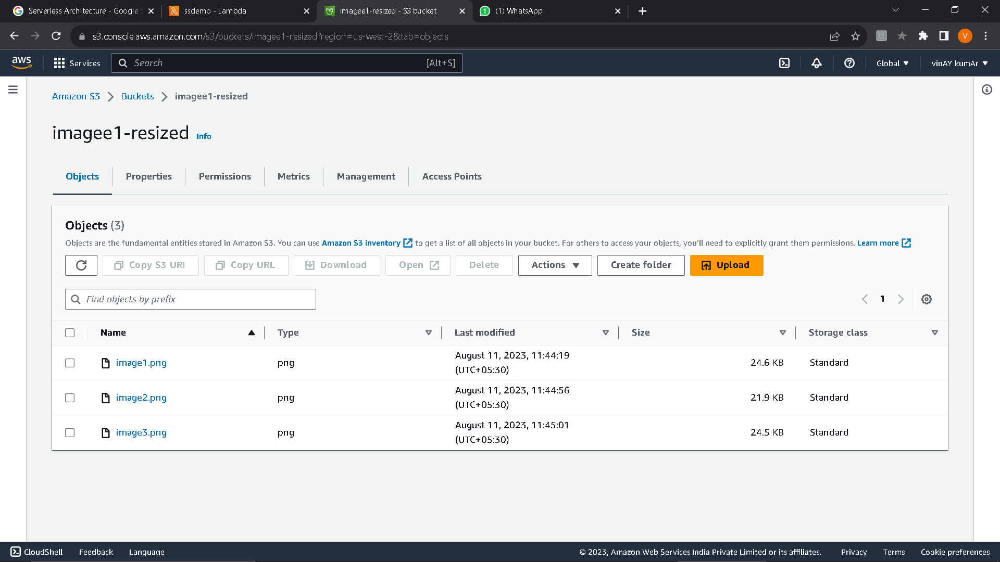 Serverless Architecture - Google S
ssdemo - Lambda
imagee1-resized - S3 bucket
(1) WhatsApp
s3.console.aws.amazon.com/s3/buckets/imagee1-resized?region=us-west-2&tab=objects
V
aws
Services
Search
[Alt+S]
Global
vinAY kumAr
Amazon S3
Buckets
imagee1-resized
imagee1-resized Info
Objects
Properties
Permissions
Metrics
Management
Access Points
Objects (3)
Objects are the fundamental entities stored in Amazon S3. You can use Amazon S3 inventory to get a list of all objects in your bucket. For others to access your objects, you'll need to explicitly grant them permissions. Learn more
Copy S3 URI
Copy URL
Download
Open
Delete
Actions
Create folder
Upload
Find objects by prefix
1
Name
Type
Last modified
Size
Storage class
image1.png
png
August 11, 2023, 11:44:19
(UTC+05:30)
24.6 KB
Standard
image2.png
png
August 11, 2023, 11:44:56
(UTC+05:30)
21.9 KB
Standard
image3.png
png
August 11, 2023, 11:45:01
(UTC+05:30)
24.5 KB
Standard
CloudShell
Feedback
Language
© 2023, Amazon Web Services India Private Limited or its affiliates.
Privacy
Terms
Cookie preferences